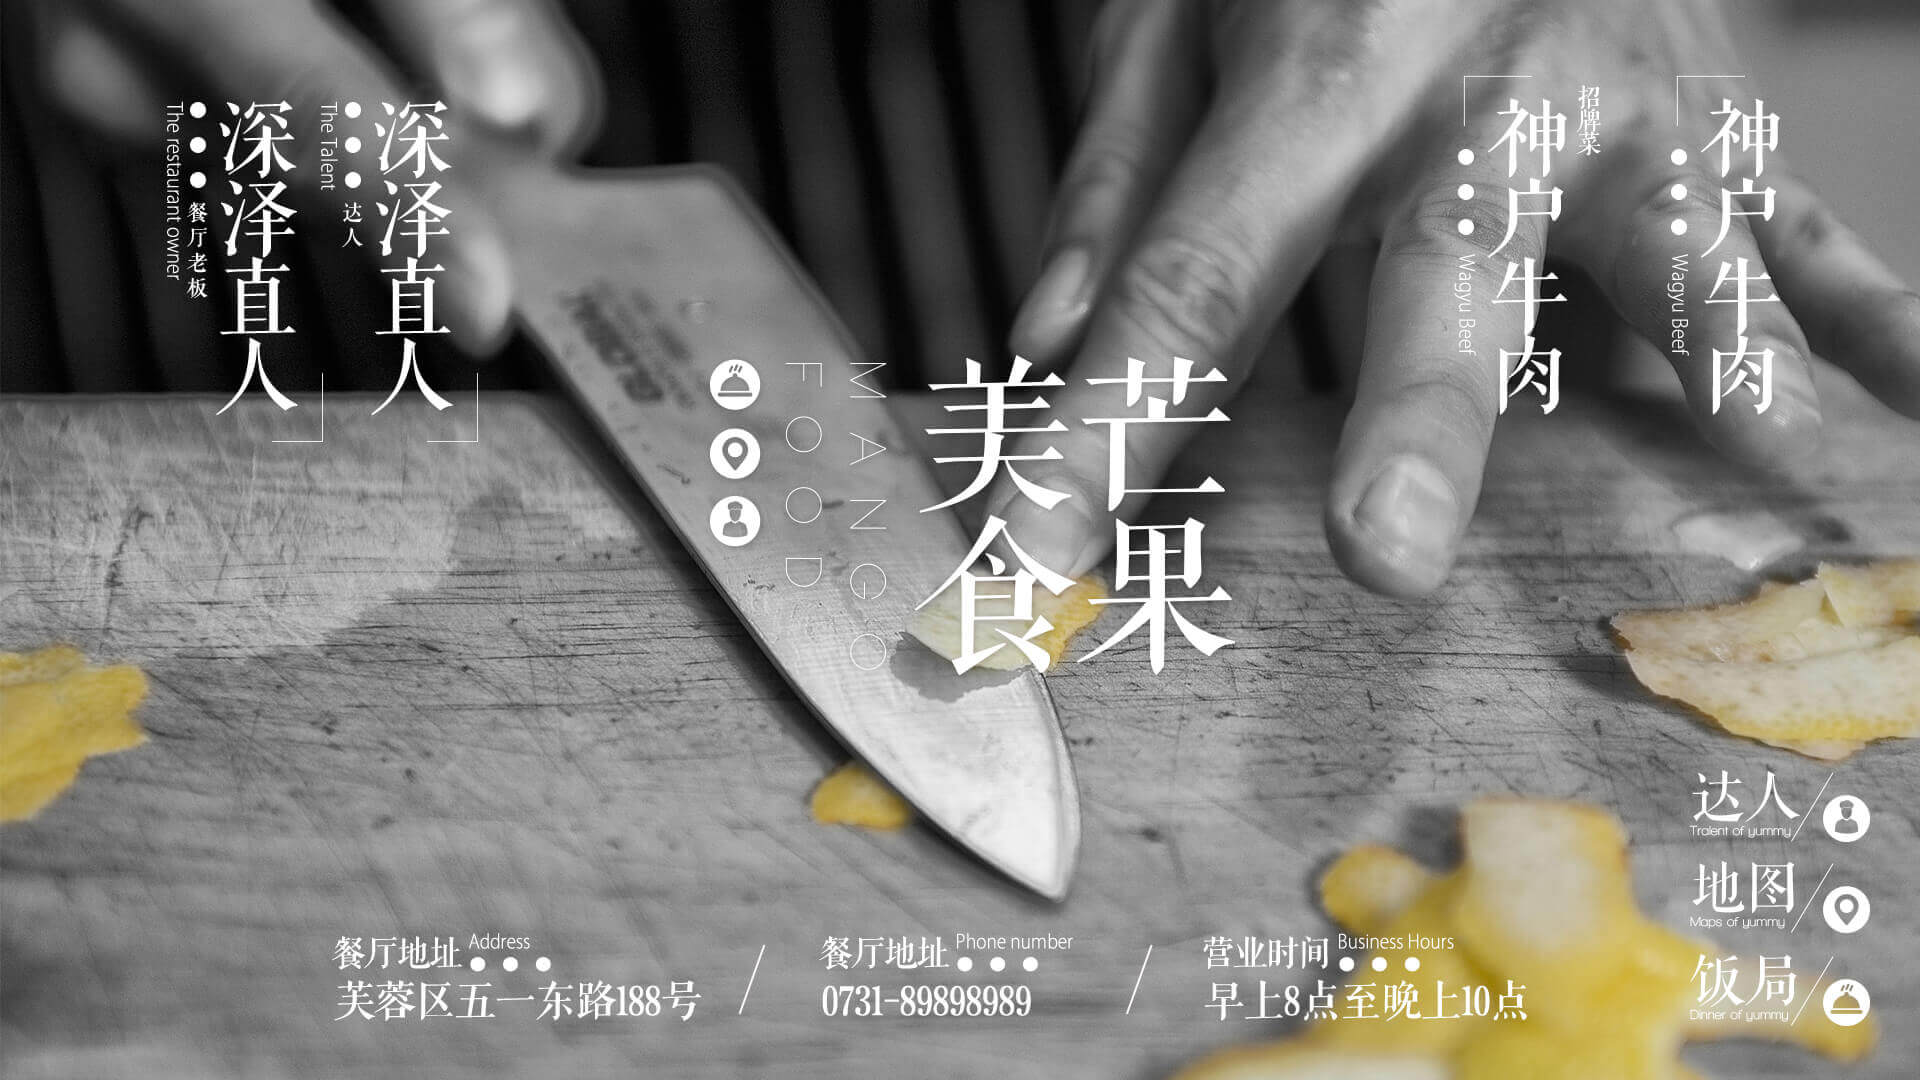 深泽直人
达人
The Talent
深泽直人
餐厅老板
The restaurant owner
神户牛肉
Wagyu Beef
招牌菜
神户牛肉
Wagyu Beef
芒果
美食
MANGO
FOOD
达人
Tralent of yummy
地图
Maps of yummy
饭局
Dinner of yummy
餐厅地址 Address
芙蓉区五一东路188号
餐厅地址 Phone number
0731-89898989
营业时间 Business Hours
早上8点至晚上10点